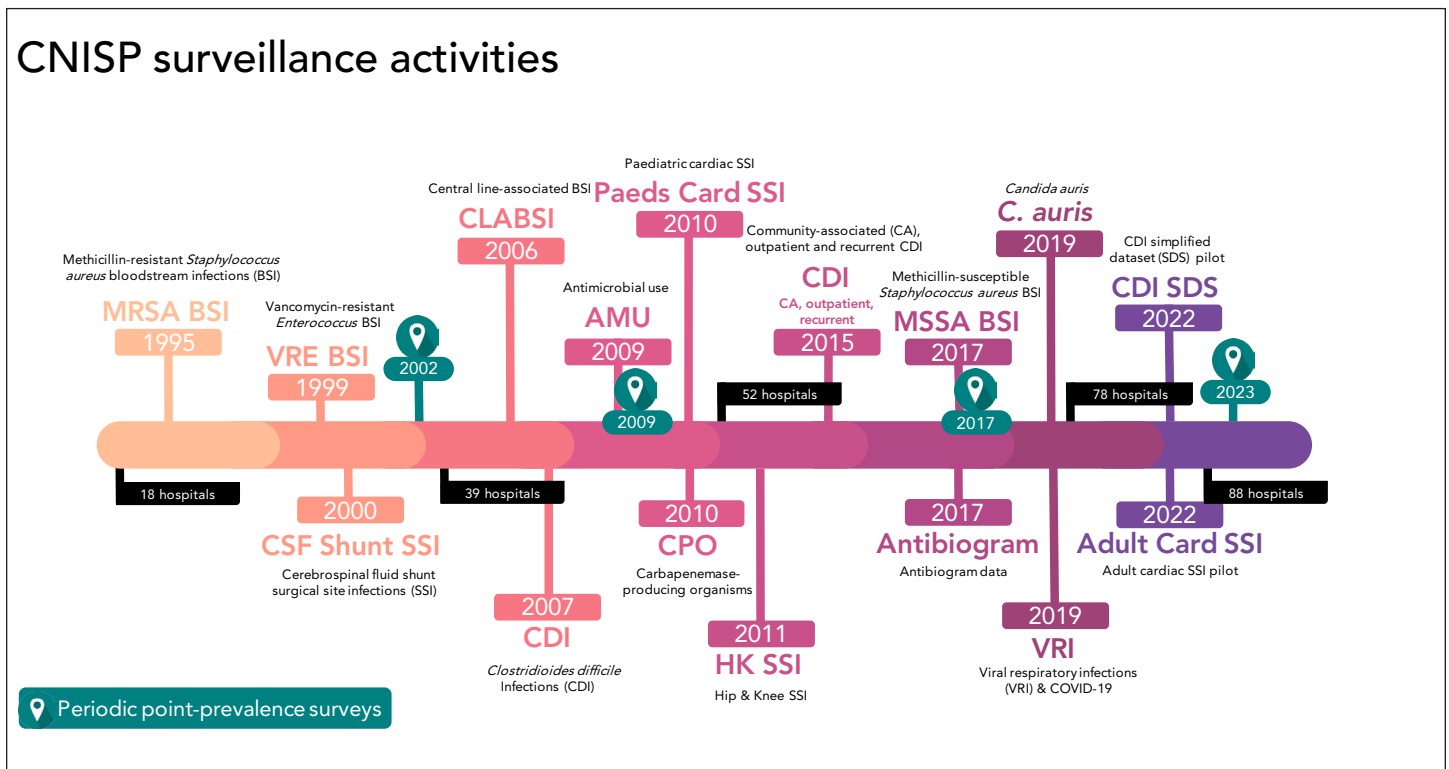 CNISP surveillance activities
Methicillin-resistant Staphylococcus
aureus bloodstream infections (BSI)
MRSA BSI
1995
18 hospitals
Vancomycin-resistant
Enterococcus BSI
VRE BSI
1999
2000
CSF Shunt SSI
Cerebrospinal fluid shunt
surgical site infections (SSI)
2002
39 hospitals
Central line-associated BSI
CLABSI
2006
2007
CDI
Clostridioides difficile
Infections (CDI)
Antimicrobial use
AMU
2009
2009
Paediatric cardiac SSI
Paeds Card SSI
2010
2010
CPO
Carbapenemase-
producing organisms
52 hospitals
2011
HK SSI
Hip & Knee SSI
Community-associated (CA),
outpatient and recurrent CDI
CDI
CA, outpatient,
recurrent
2015
Methicillin-susceptible
Staphylococcus aureus BSI
MSSA BSI
2017
2017
2017
Antibiogram
Antibiogram data
Candida auris
C. auris
2019
2019
VRI
Viral respiratory infections
(VRI) & COVID-19
78 hospitals
CDI simplified
dataset (SDS) pilot
CDI SDS
2022
2022
Adult Card SSI
Adult cardiac SSI pilot
2023
88 hospitals
Periodic point-prevalence surveys